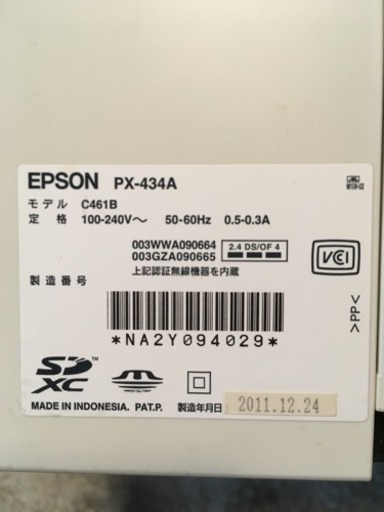 EPSON PX-434A
モデル C461B
定格 100-240V～ 50-60Hz 0.5-0.3A
003WWA090664
003GZA090665
2.4 DS/OF 4
上記認証無線機器を内蔵
VCI
製造番号
*NA2Y094029*
>PP<
SD XC ™
MADE IN INDONESIA. PAT.P.
製造年月日 2011.12.24